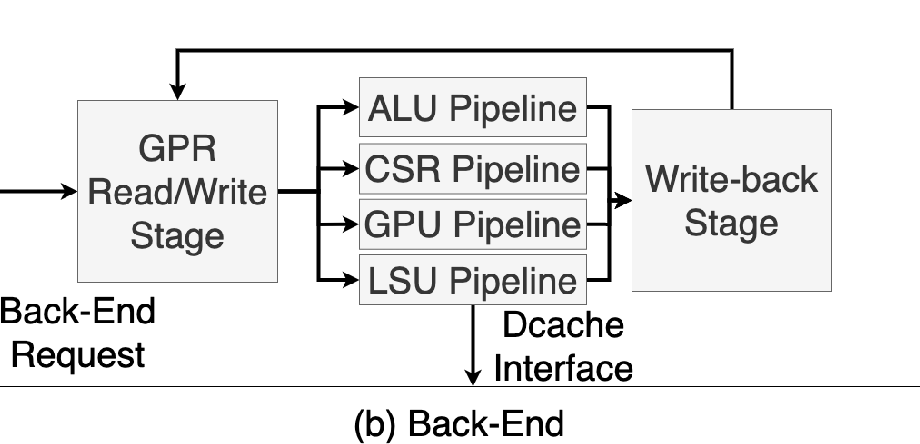 GPR
Read/Write
Stage
ALU Pipeline
CSR Pipeline
GPU Pipeline
LSU Pipeline
Write-back
Stage
Back-End
Request
Dcache
Interface
(b) Back-End